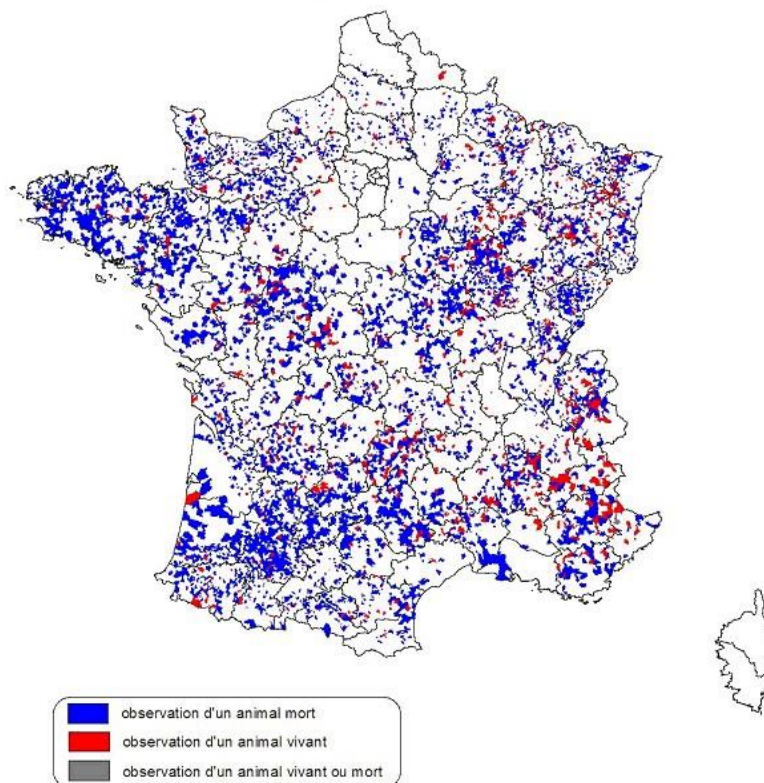 observation d'un animal mort
observation d'un animal vivant
observation d'un animal vivant ou mort